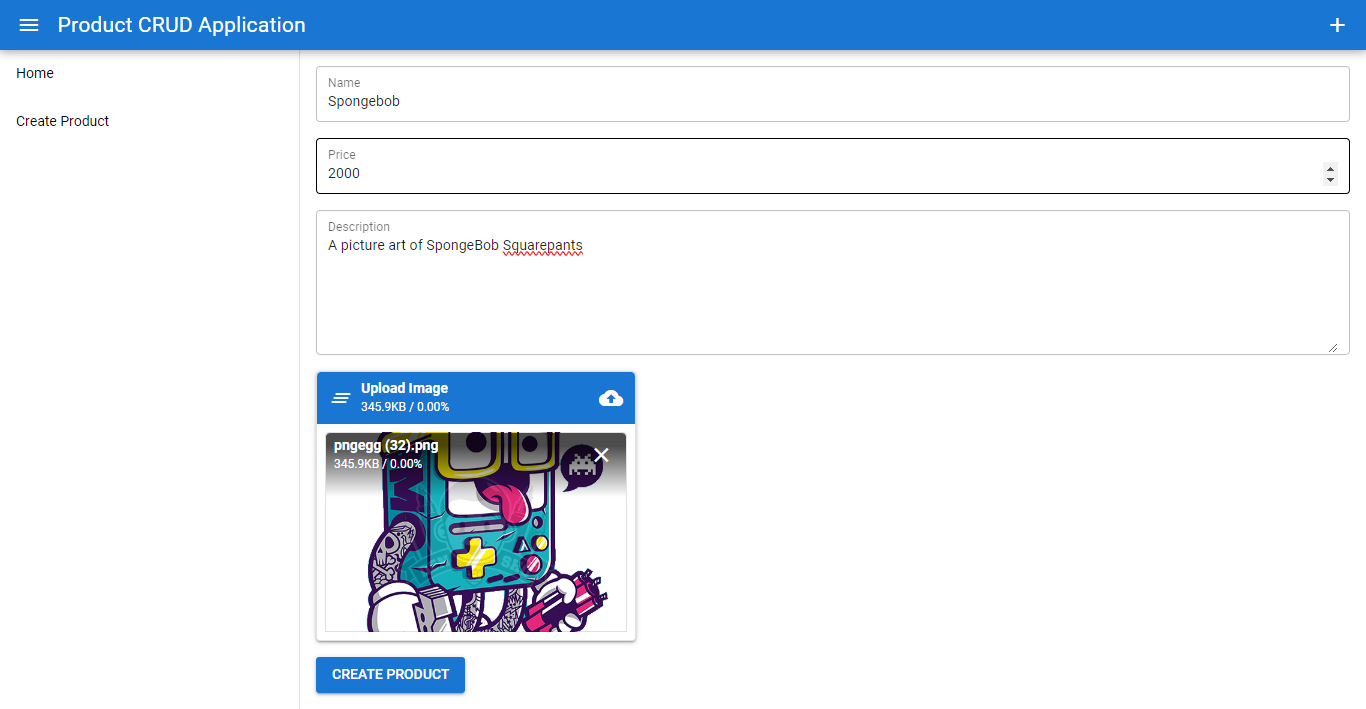 Product CRUD Application
Home
Create Product
Name
Spongebob
Price
2000
Description
A picture art of SpongeBob Squarepants
Upload Image
345.9KB / 0.00%
pngegg (32).png
345.9KB / 0.00%
CREATE PRODUCT